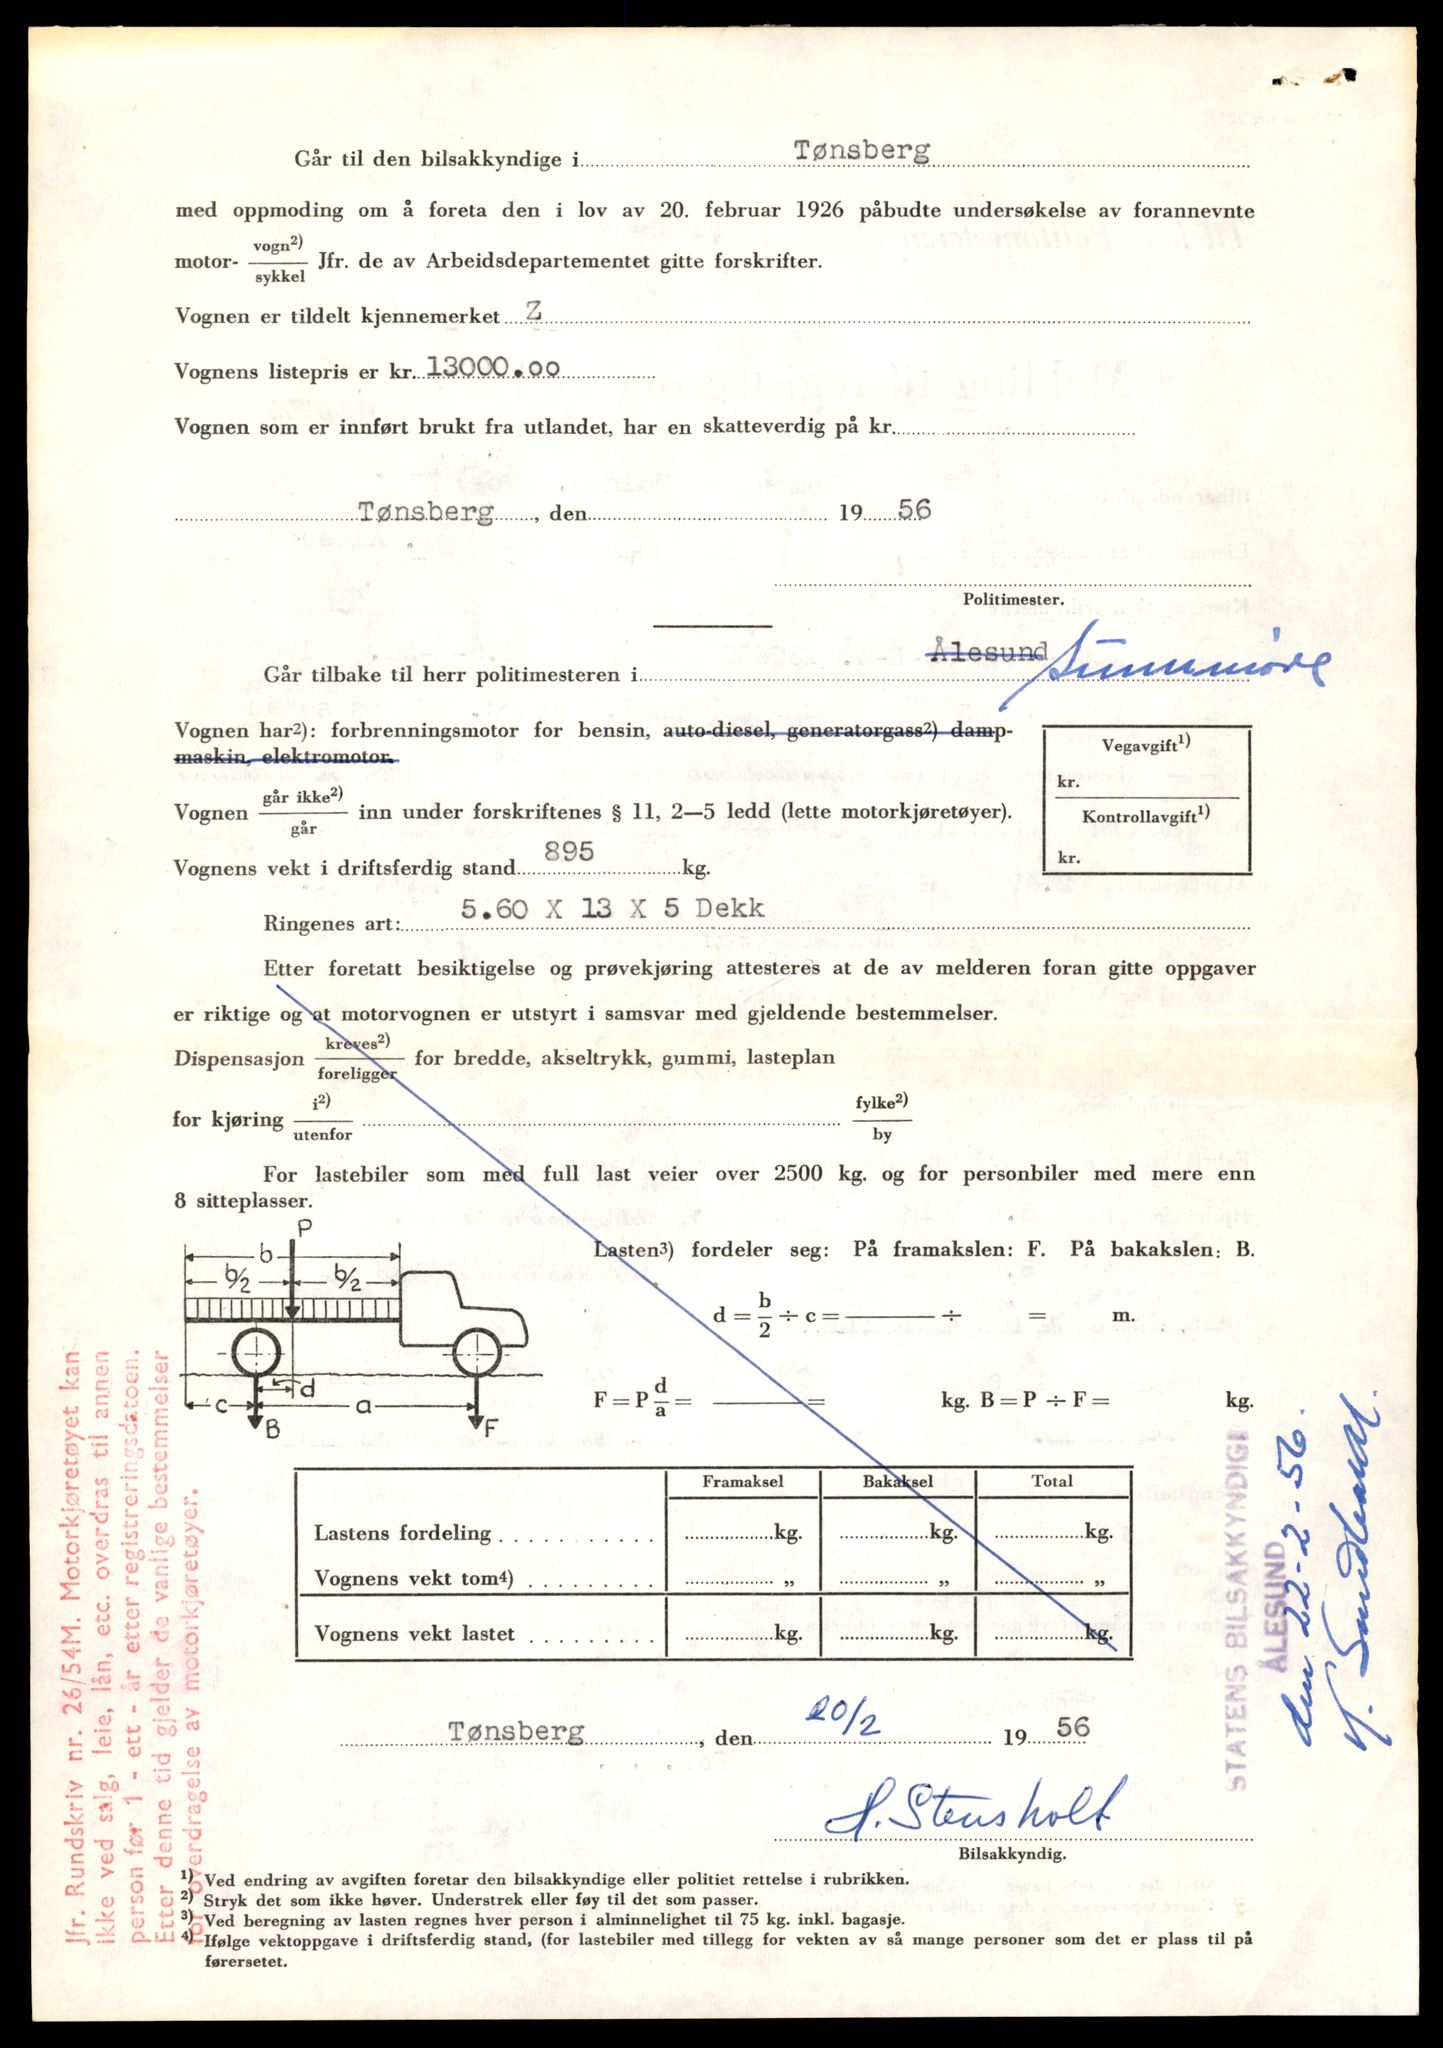 Går til den bilsakkyndige i Tønsberg
med oppmoding om å foreta den i lov av 20. februar 1926 påbudte undersøkelse av forannevnte
motor- vogn2) / sykkel Jfr. de av Arbeidsdepartementet gitte forskrifter.
Vognen er tildelt kjennemerket Z
Vognens listepris er kr. 13000.00
Vognen som er innført brukt fra utlandet, har en skatteverdig på kr.
Tønsberg, den 19 56
Politimester.
Går tilbake til herr politimesteren i Ålesund Sunnmøre
Vognen har2): forbrenningsmotor for bensin, auto-diesel, generatorgass2) damp-
maskin, elektromotor.
Vegavgift1)
kr.
Kontrollavgift1)
kr.
Vognen går ikke2) / går inn under forskriftenes § 11, 2—5 ledd (lette motorkjøretøyer).
Vognens vekt i driftsferdig stand 895 kg.
Ringenes art: 5.60 X 13 X 5 Dekk
Etter foretatt besiktigelse og prøvekjøring attesteres at de av melderen foran gitte oppgaver
er riktige og at motorvognen er utstyrt i samsvar med gjeldende bestemmelser.
Dispensasjon kreves2) / foreligger for bredde, akseltrykk, gummi, lasteplan
for kjøring i2) / utenfor fylke2) / by
For lastebiler som med full last veier over 2500 kg. og for personbiler med mere enn
8 sitteplasser.
P
b
b/2 b/2
d
c a
B F
Lasten3) fordeler seg: På framakslen: F. På bakakslen: B.
d = b/2 ÷ c = ——— ÷ = m.
F = P d/a = ——— = kg. B = P ÷ F = kg.
Framaksel Bakaksel Total
Lastens fordeling kg. kg. kg.
Vognens vekt tom4) „ „ „
Vognens vekt lastet kg. kg. kg.
Tønsberg, den 20/2 19 56
H. Stensholt
Bilsakkyndig.
1) Ved endring av avgiften foretar den bilsakkyndige eller politiet rettelse i rubrikken.
2) Stryk det som ikke høver. Understrek eller føy til det som passer.
3) Ved beregning av lasten regnes hver person i alminnelighet til 75 kg. inkl. bagasje.
4) Ifølge vektoppgave i driftsferdig stand, (for lastebiler med tillegg for vekten av så mange personer som det er plass til på
førersetet.
Jfr. Rundskriv nr. 26/54M. Motorkjøretøyet kan
ikke ved salg, leie, lån, etc. overdras til annen
person før 1 - ett - år etter registreringsdatoen.
Etter denne tid gjelder de vanlige bestemmelser
for overdragelse av motorkjøretøyer.
STATENS BILSAKKYNDIGE
ÅLESUND
den 22-2-56.